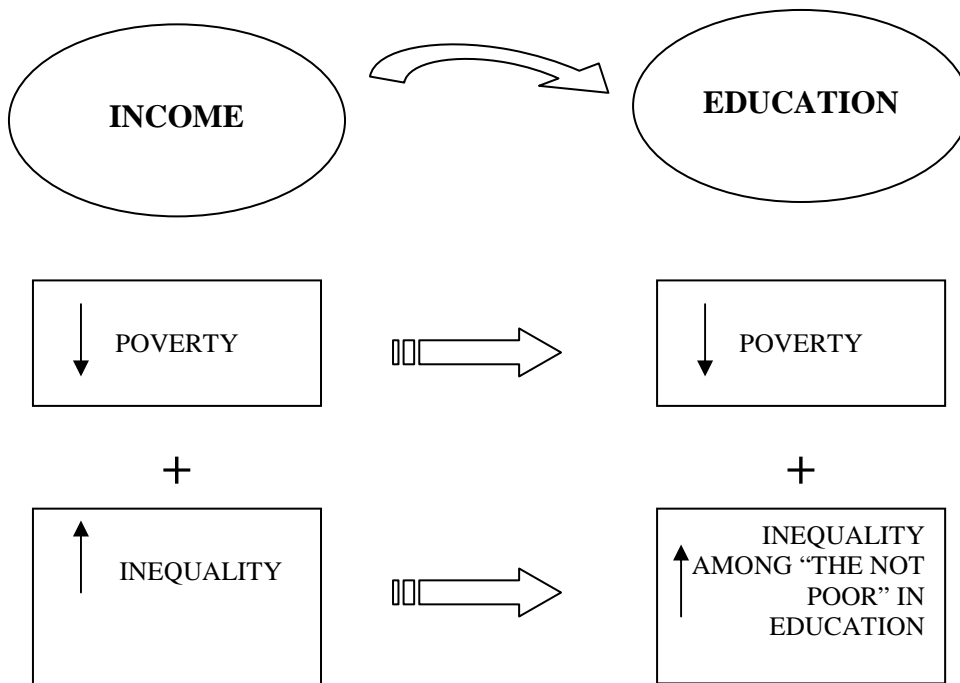 INCOME
EDUCATION
POVERTY
POVERTY
+
+
INEQUALITY
INEQUALITY
AMONG “THE NOT
POOR” IN
EDUCATION